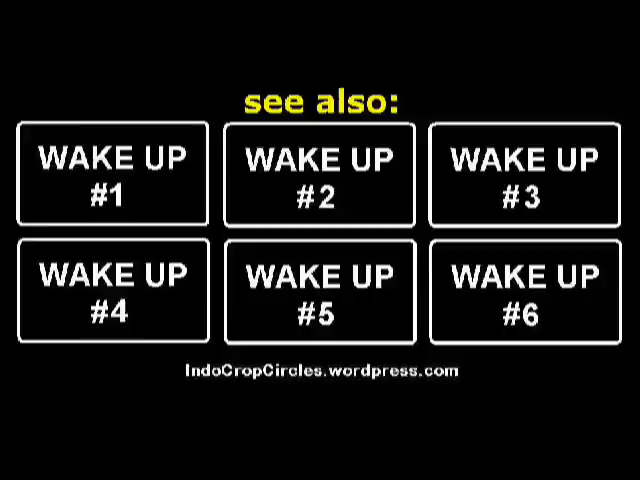 see also:
WAKE UP
#1
WAKE UP
#2
WAKE UP
#3
WAKE UP
#4
WAKE UP
#5
WAKE UP
#6
IndoCropCircles.wordpress.com